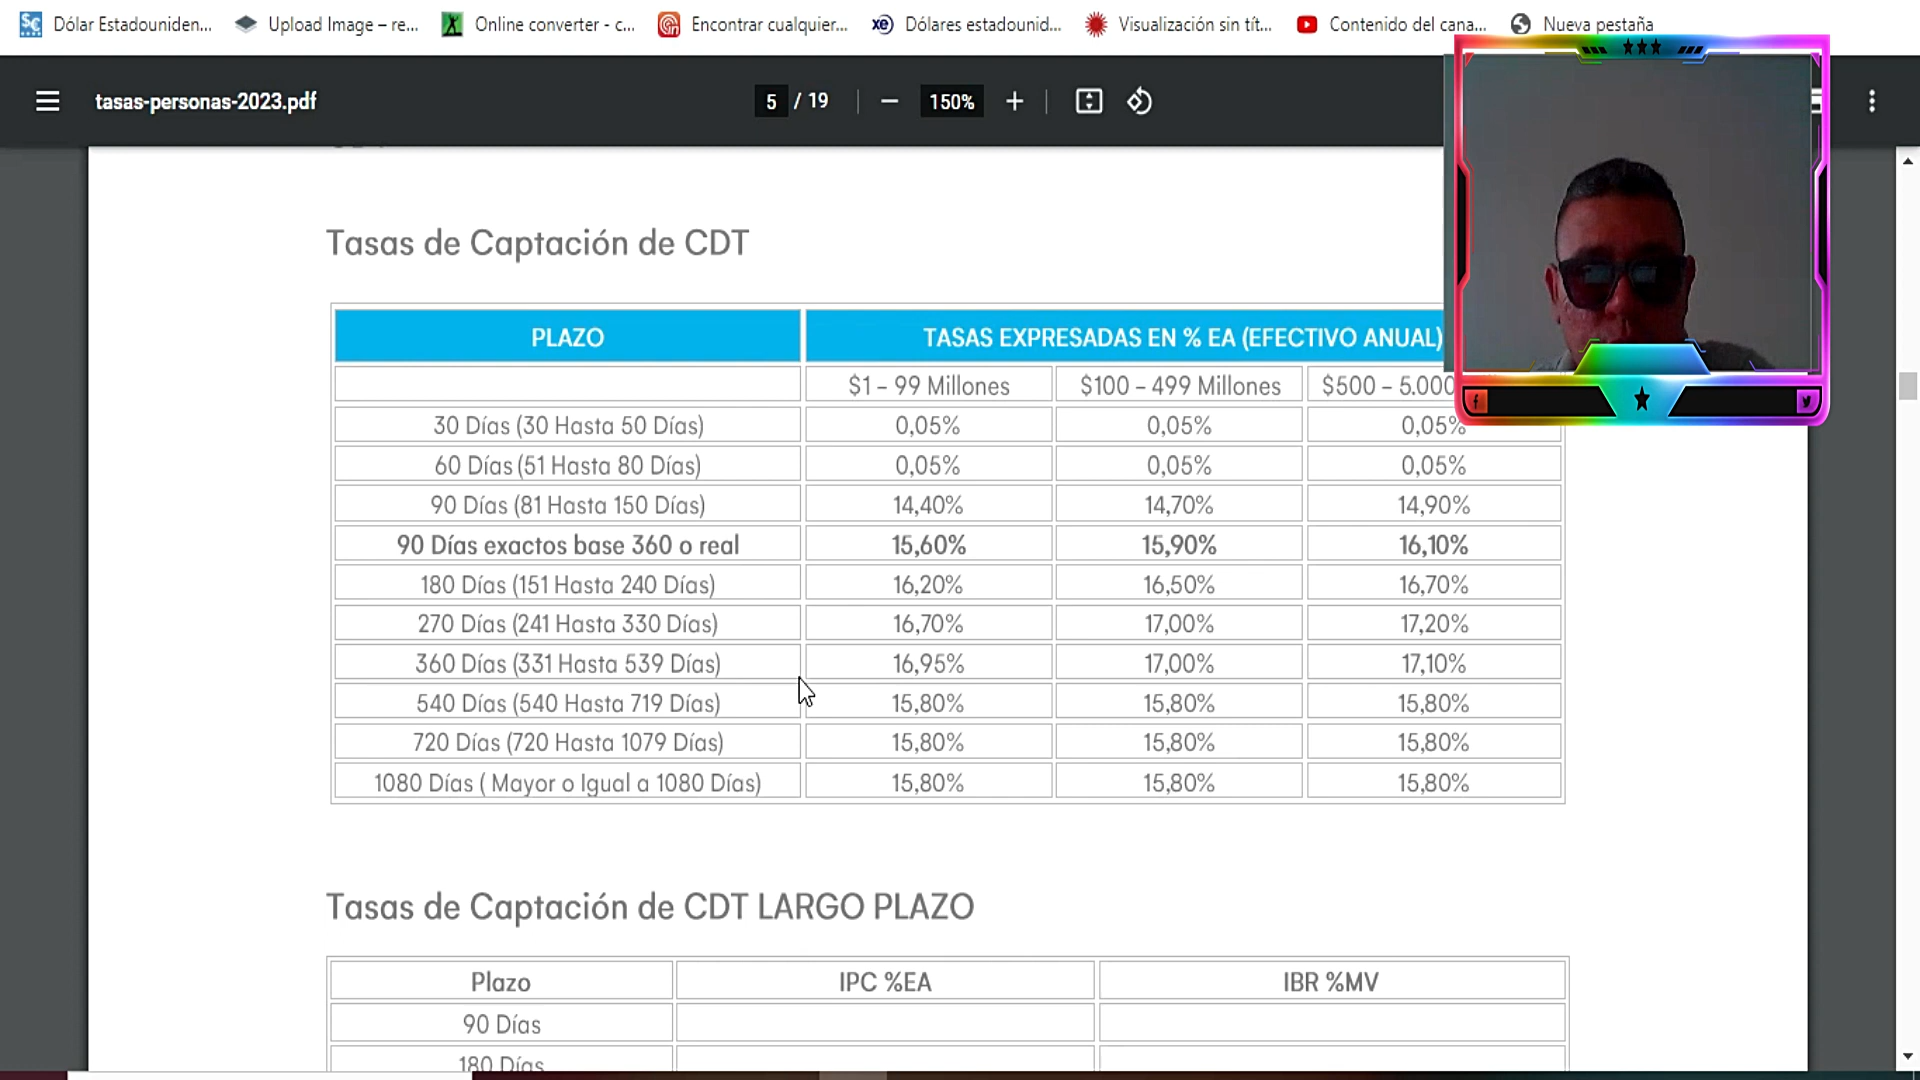 Dólar Estadouniden...
Upload Image – re...
Online converter - c...
Encontrar cualquier...
Dólares estadounid...
Visualización sin tít...
Contenido del cana...
Nueva pestaña
tasas-personas-2023.pdf
5 / 19
150%
Tasas de Captación de CDT
PLAZO TASAS EXPRESADAS EN % EA (EFECTIVO ANUAL)
$1 – 99 Millones $100 – 499 Millones $500 – 5.000
30 Días (30 Hasta 50 Días) 0,05% 0,05% 0,05%
60 Días (51 Hasta 80 Días) 0,05% 0,05% 0,05%
90 Días (81 Hasta 150 Días) 14,40% 14,70% 14,90%
90 Días exactos base 360 o real 15,60% 15,90% 16,10%
180 Días (151 Hasta 240 Días) 16,20% 16,50% 16,70%
270 Días (241 Hasta 330 Días) 16,70% 17,00% 17,20%
360 Días (331 Hasta 539 Días) 16,95% 17,00% 17,10%
540 Días (540 Hasta 719 Días) 15,80% 15,80% 15,80%
720 Días (720 Hasta 1079 Días) 15,80% 15,80% 15,80%
1080 Días ( Mayor o Igual a 1080 Días) 15,80% 15,80% 15,80%
Tasas de Captación de CDT LARGO PLAZO
Plazo IPC %EA IBR %MV
90 Días
180 Días